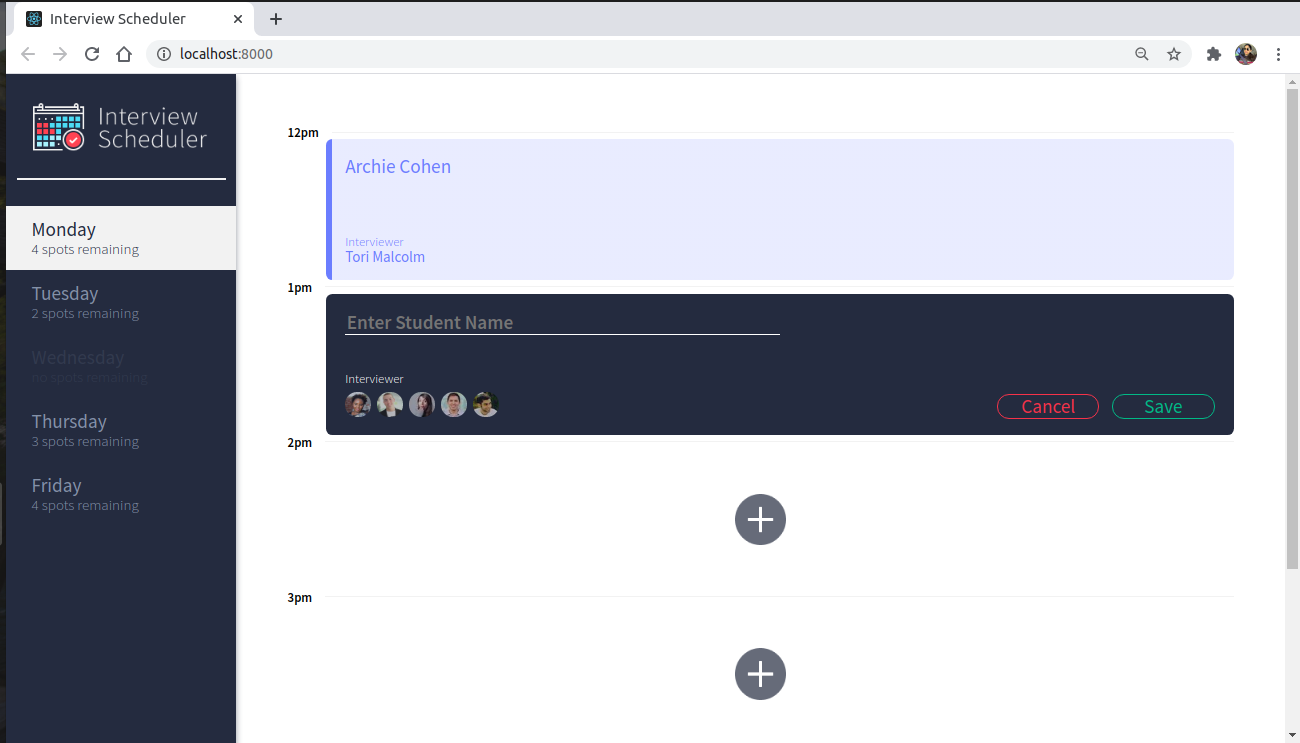 Interview Scheduler
localhost:8000
Interview
Scheduler
Monday
4 spots remaining
Tuesday
2 spots remaining
Wednesday
no spots remaining
Thursday
3 spots remaining
Friday
4 spots remaining
12pm
Archie Cohen
Interviewer
Tori Malcolm
1pm
Enter Student Name
Interviewer
Cancel Save
2pm
3pm